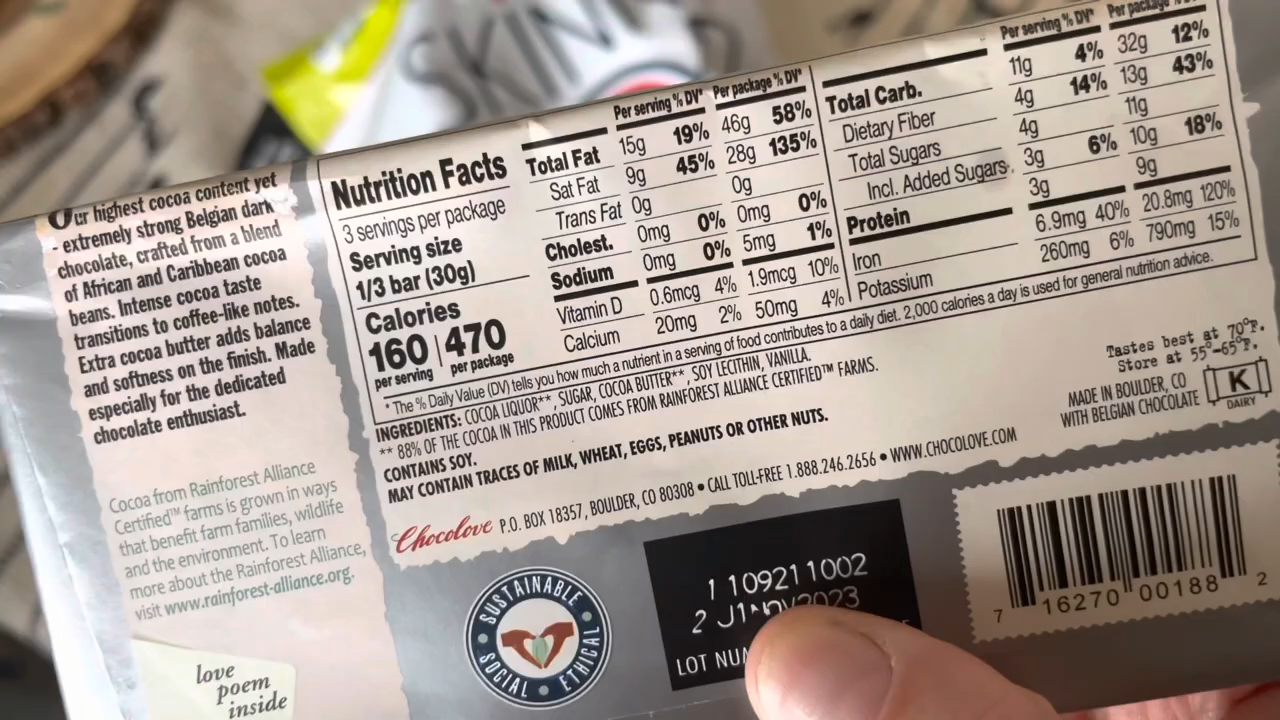 SKIN
Our highest cocoa content yet
- extremely strong Belgian dark
chocolate, crafted from a blend
of African and Caribbean cocoa
beans. Intense cocoa taste
transitions to coffee-like notes.
Extra cocoa butter adds balance
and softness on the finish. Made
especially for the dedicated
chocolate enthusiast.
Cocoa from Rainforest Alliance
Certified™ farms is grown in ways
that benefit farm families, wildlife
and the environment. To learn
more about the Rainforest Alliance,
visit www.rainforest-alliance.org.
love
poem
inside
Nutrition Facts
3 servings per package
Serving size
1/3 bar (30g)
Calories
160 | 470
per serving per package
Per serving % DV* Per package % DV*
Total Fat 15g 19% 46g 58%
Sat Fat 9g 45% 28g 135%
Trans Fat 0g 0g
Cholest. 0mg 0% 0mg 0%
Sodium 0mg 0% 5mg 1%
Vitamin D 0.6mcg 4% 1.9mcg 10%
Calcium 20mg 2% 50mg 4%
Per serving % DV* Per package % DV*
Total Carb. 11g 4% 32g 12%
Dietary Fiber 4g 14% 13g 43%
Total Sugars 4g 11g
Incl. Added Sugars 3g 6% 10g 18%
Protein 3g 9g
Iron 6.9mg 40% 20.8mg 120%
Potassium 260mg 6% 790mg 15%
* The % Daily Value (DV) tells you how much a nutrient in a serving of food contributes to a daily diet. 2,000 calories a day is used for general nutrition advice.
INGREDIENTS: COCOA LIQUOR**, SUGAR, COCOA BUTTER**, SOY LECITHIN, VANILLA.
** 88% OF THE COCOA IN THIS PRODUCT COMES FROM RAINFOREST ALLIANCE CERTIFIED™ FARMS.
CONTAINS SOY.
MAY CONTAIN TRACES OF MILK, WHEAT, EGGS, PEANUTS OR OTHER NUTS.
Chocolove P.O. BOX 18357, BOULDER, CO 80308 • CALL TOLL-FREE 1.888.246.2656 • WWW.CHOCOLOVE.COM
Tastes best at 70°F.
Store at 55°-65°F.
MADE IN BOULDER, CO
WITH BELGIAN CHOCOLATE
K
DAIRY
SUSTAINABLE
SOCIAL • ETHICAL
1 109211002
LOT
7 16270 00188 2